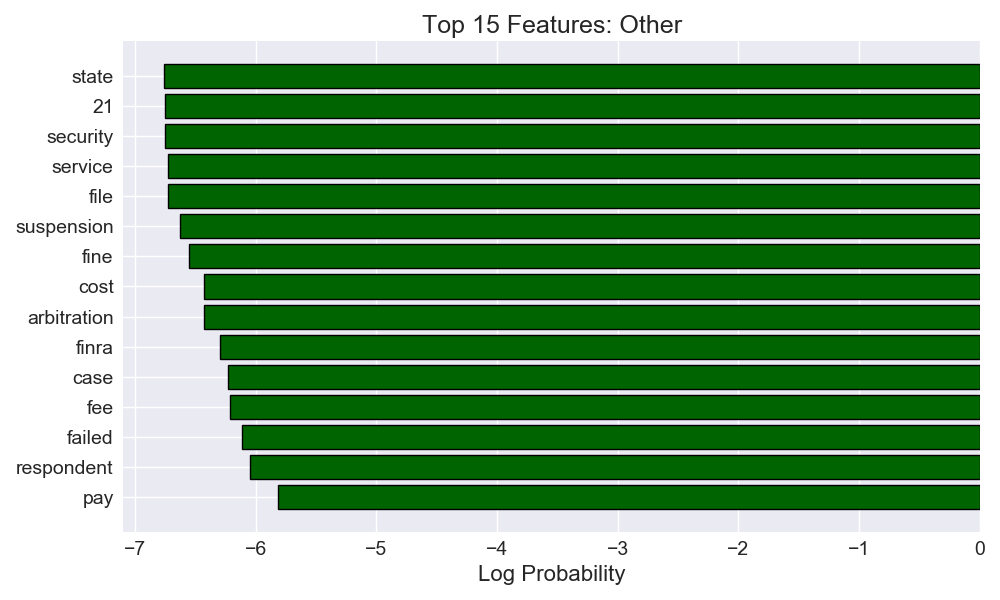 Top 15 Features: Other
state
21
security
service
file
suspension
fine
cost
arbitration
finra
case
fee
failed
respondent
pay
−7 −6 −5 −4 −3 −2 −1 0
Log Probability